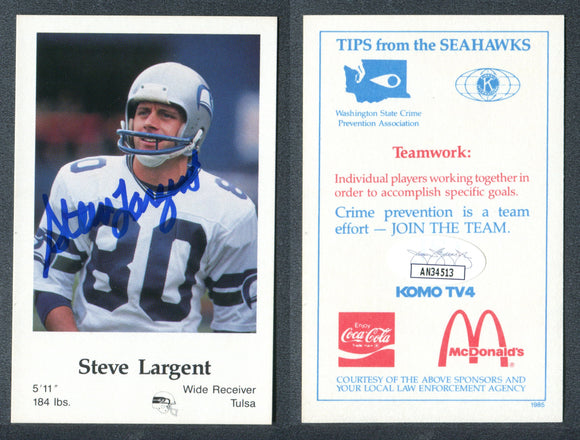 80
Steve Largent
Steve Largent
5'11" Wide Receiver
184 lbs. Tulsa
TIPS from the SEAHAWKS
Washington State Crime
Prevention Association
K
Teamwork:
Individual players working together in
order to accomplish specific goals.
Crime prevention is a team
effort — JOIN THE TEAM.
AN34513
KOMO TV4
Enjoy
Coca-Cola
McDonald's
COURTESY OF THE ABOVE SPONSORS AND
YOUR LOCAL LAW ENFORCEMENT AGENCY
1985